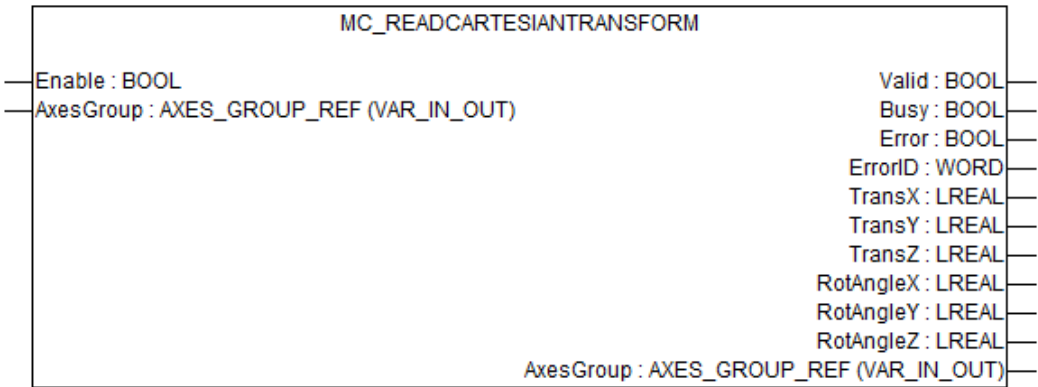 MC_READCARTESIANTRANSFORM
Enable : BOOL
Valid : BOOL
AxesGroup : AXES_GROUP_REF (VAR_IN_OUT)
Busy : BOOL
Error : BOOL
ErrorID : WORD
TransX : LREAL
TransY : LREAL
TransZ : LREAL
RotAngleX : LREAL
RotAngleY : LREAL
RotAngleZ : LREAL
AxesGroup : AXES_GROUP_REF (VAR_IN_OUT)